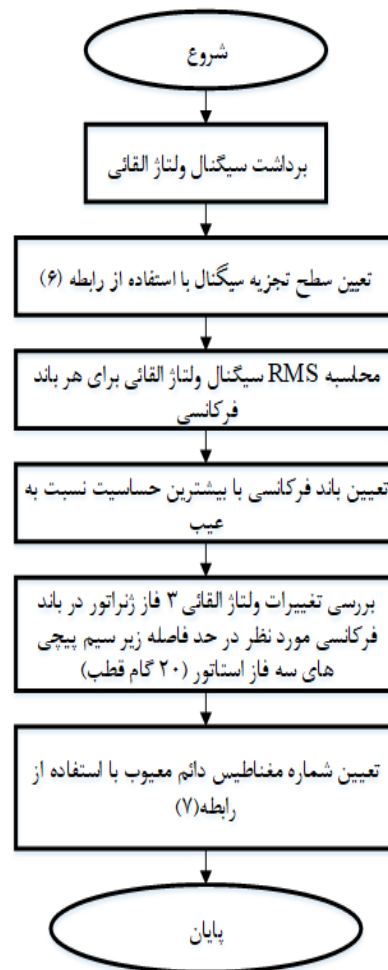 شروع
برداشت سیگنال ولتاژ القائی
تعیین سطح تجزیه سیگنال با استفاده از رابطه (۶)
محاسبه RMS سیگنال ولتاژ القائی برای هر باند
فرکانسی
تعیین باند فرکانسی با بیشترین حساسیت نسبت به
عیب
بررسی تغییرات ولتاژ القائی ۳ فاز ژنراتور در باند
فرکانسی مورد نظر در حد فاصله زیر سیم پیچی
های سه فاز استاتور (۲۰ گام قطب)
تعیین شماره مغناطیس دائم معیوب با استفاده از
رابطه(۷)
پایان